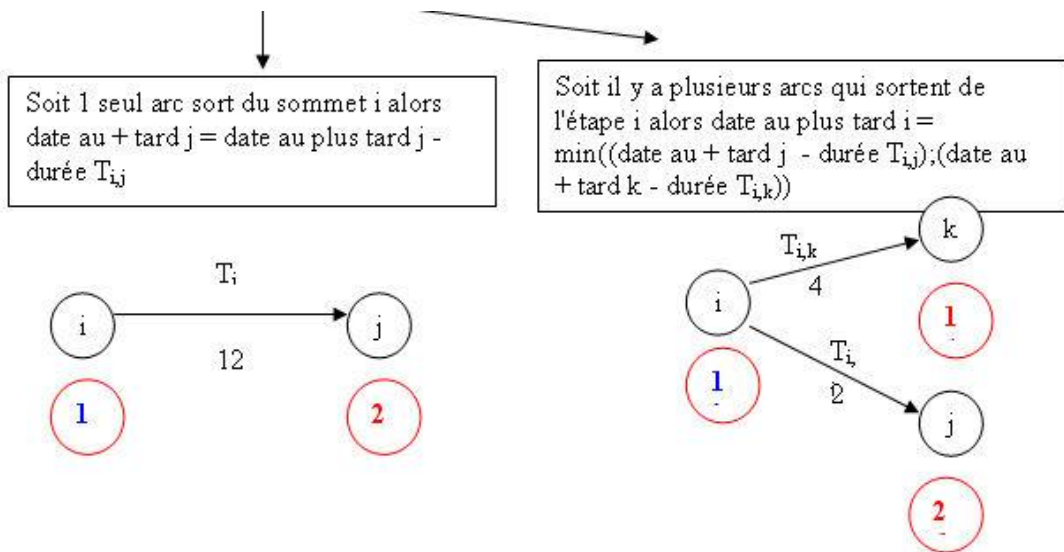 Soit 1 seul arc sort du sommet i alors
date au + tard j = date au plus tard j -
durée Ti,j
Soit il y a plusieurs arcs qui sortent de
l'étape i alors date au plus tard i =
min((date au + tard j - durée Ti,j);(date au
+ tard k - durée Ti,k))
Ti
i
j
12
1
2
k
Ti,k
4
i
1
1
Ti,
2
j
2